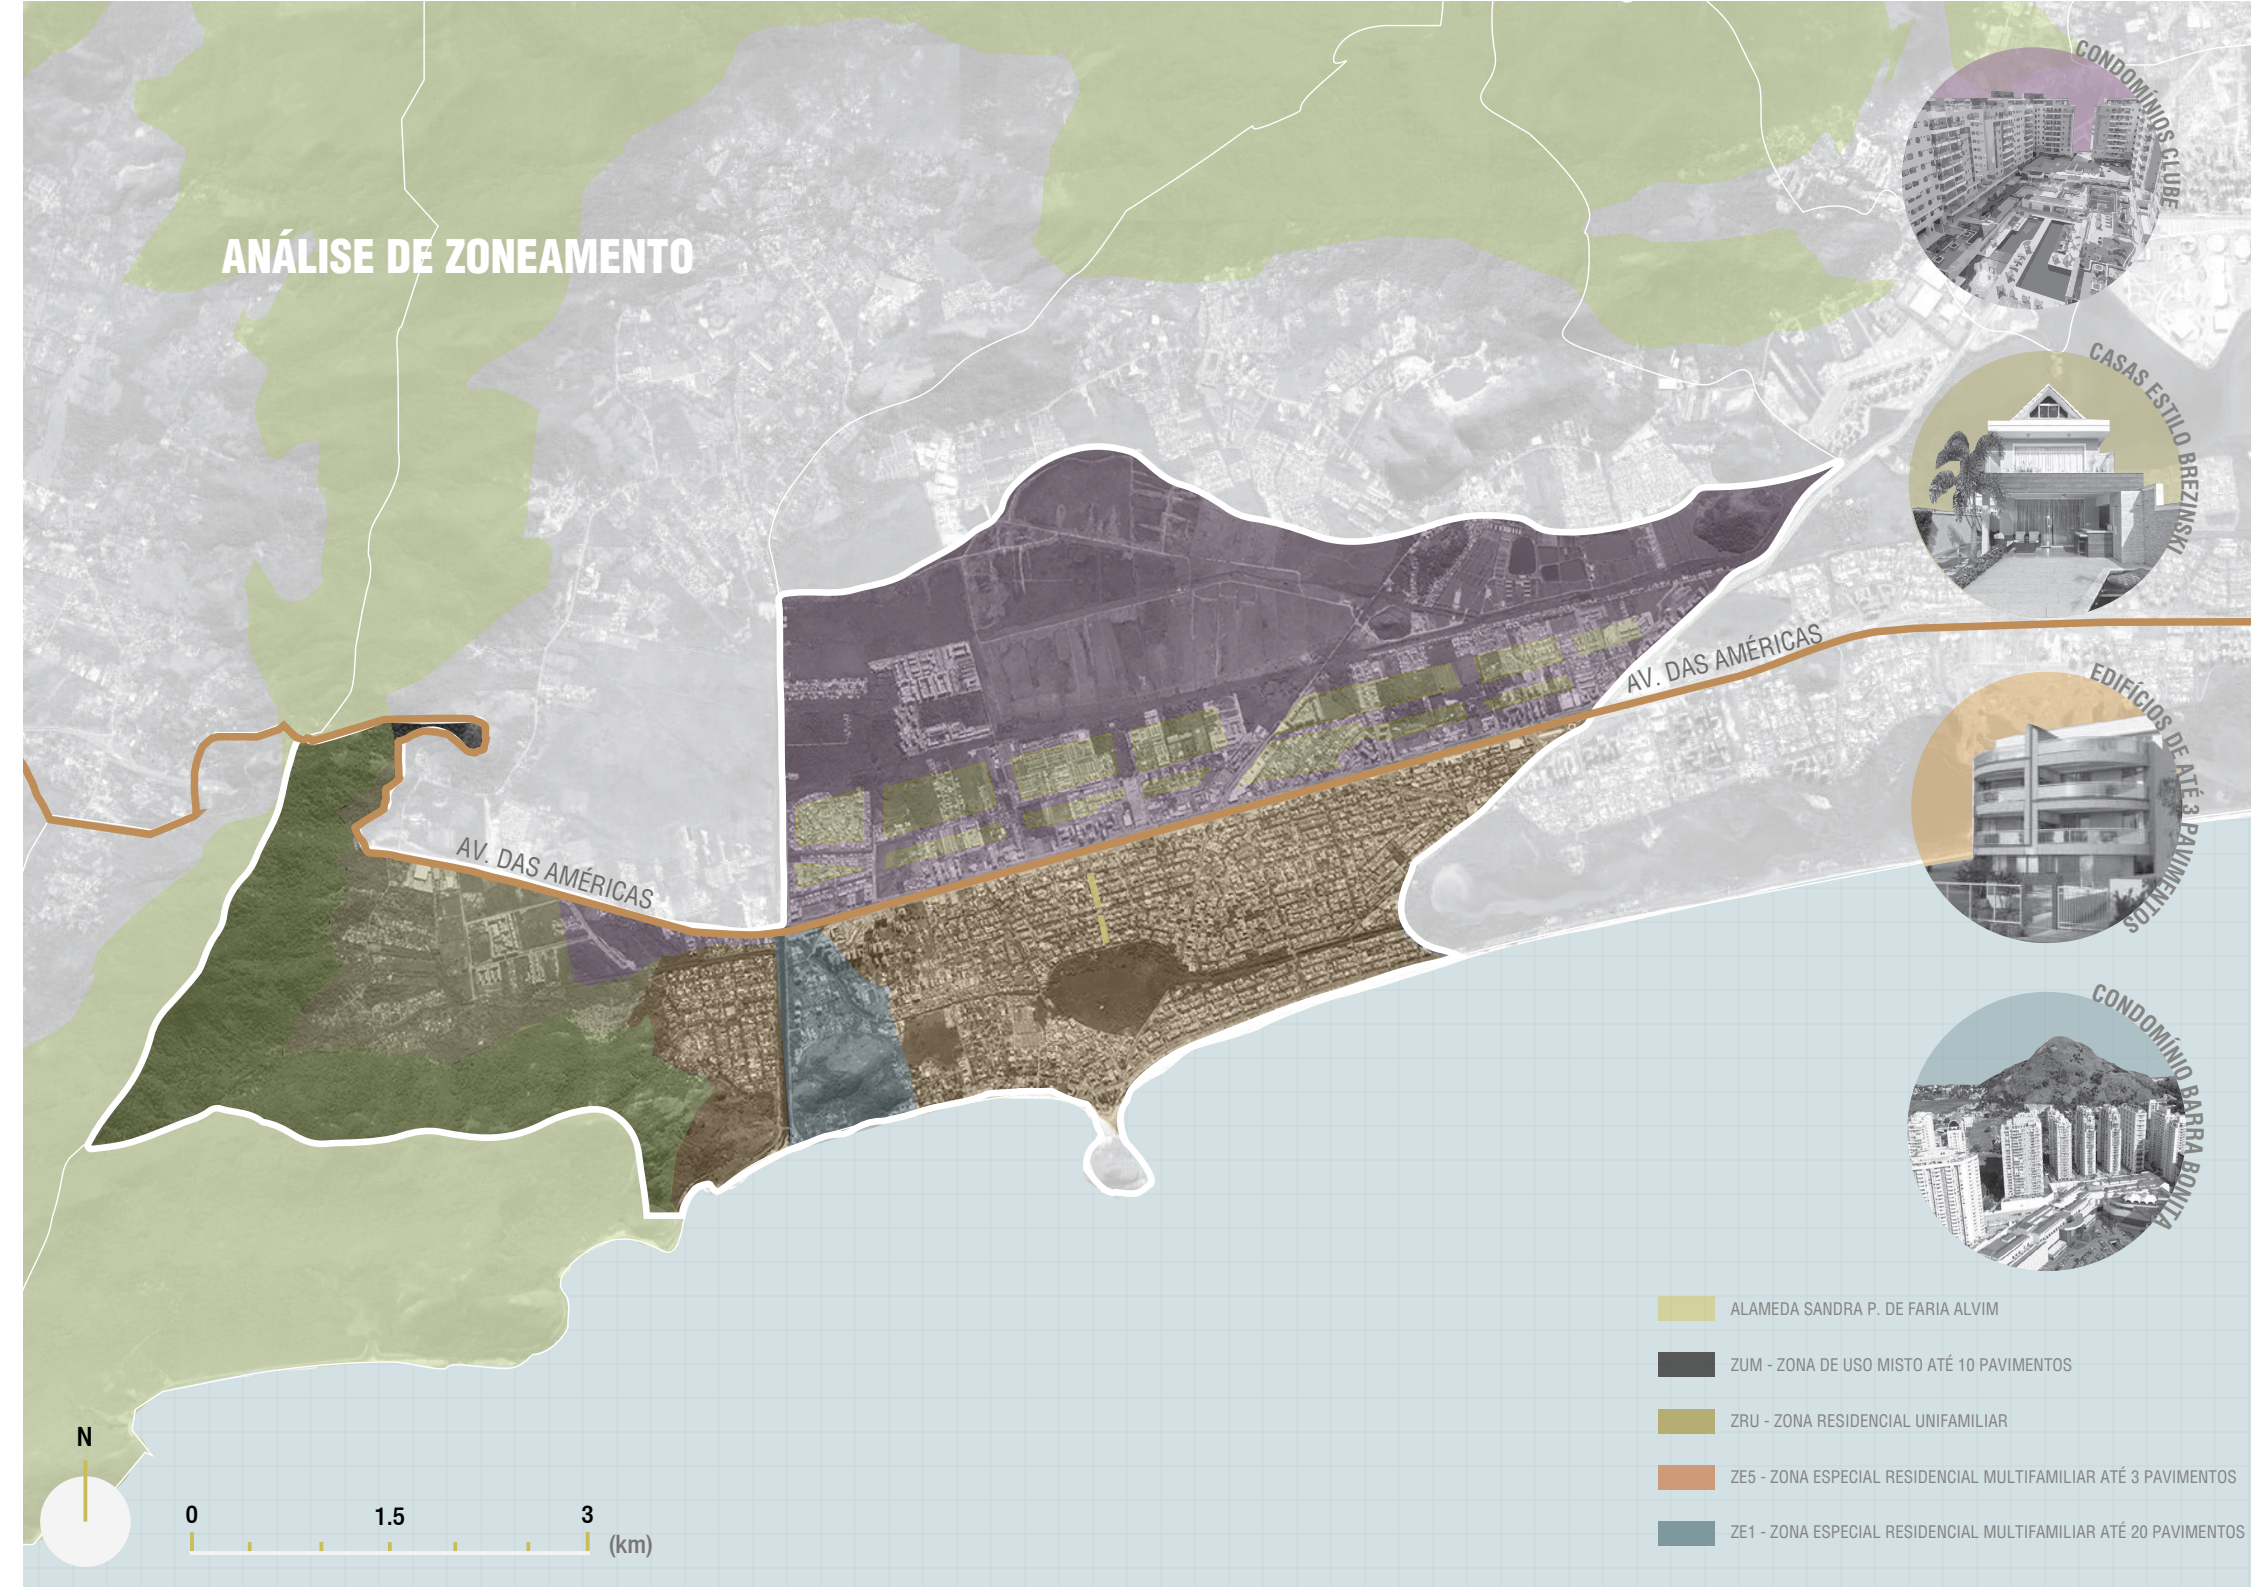 CONDOMÍNIOS CLUBE
ANÁLISE DE ZONEAMENTO
CASAS ESTILO BREZINSKI
AV. DAS AMÉRICAS
EDIFÍCIOS DE ATÉ 3 PAVIMENTOS
AV. DAS AMÉRICAS
CONDOMÍNIO BARRA BONITA
ALAMEDA SANDRA P. DE FARIA ALVIM
ZUM - ZONA DE USO MISTO ATÉ 10 PAVIMENTOS
ZRU - ZONA RESIDENCIAL UNIFAMILIAR
ZE5 - ZONA ESPECIAL RESIDENCIAL MULTIFAMILIAR ATÉ 3 PAVIMENTOS
ZE1 - ZONA ESPECIAL RESIDENCIAL MULTIFAMILIAR ATÉ 20 PAVIMENTOS
N
0 1.5 3
(km)